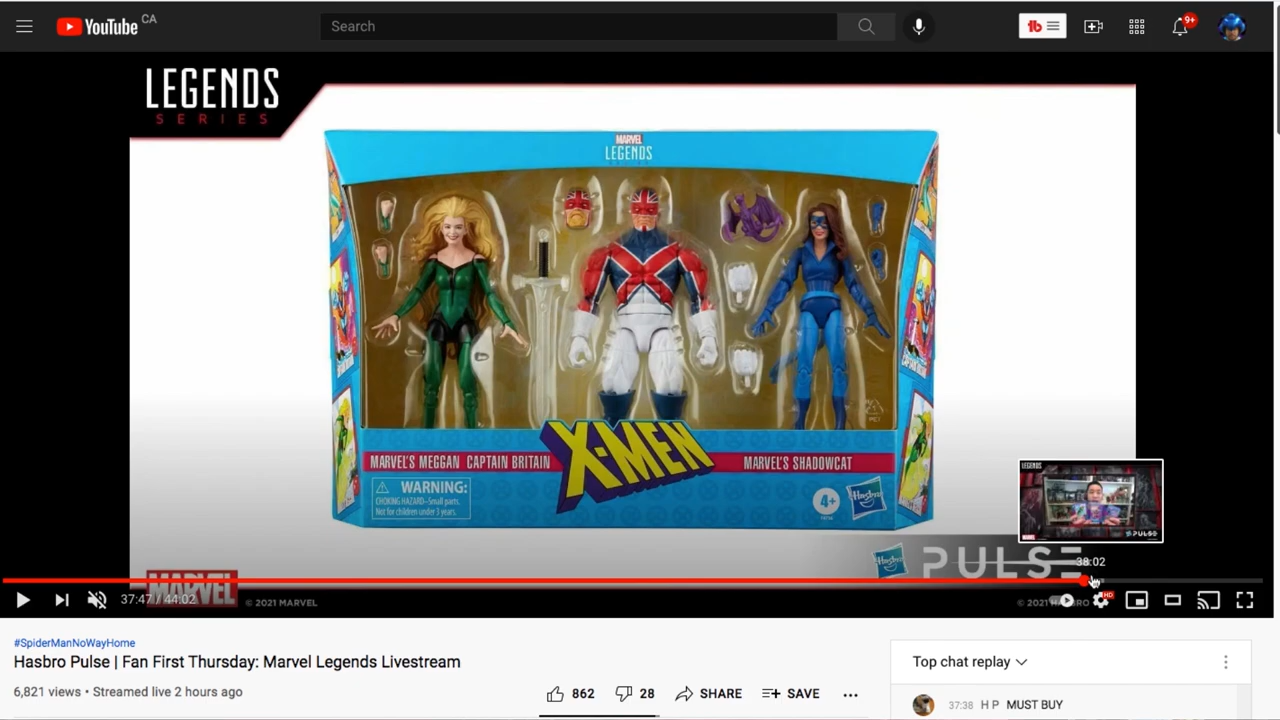 YouTube CA
Search
9+
LEGENDS
SERIES
MARVEL
LEGENDS
X-MEN
MARVEL'S MEGGAN CAPTAIN BRITAIN
MARVEL'S SHADOWCAT
WARNING:
CHOKING HAZARD–Small parts.
Not for children under 3 years.
4+
Hasbro
LEGENDS
PULSE
Hasbro
PULSE
38:02
MARVEL
37:47 / 44:02
© 2021 MARVEL
HD
#SpiderManNoWayHome
Hasbro Pulse | Fan First Thursday: Marvel Legends Livestream
6,821 views • Streamed live 2 hours ago
862
28
SHARE
SAVE
Top chat replay
37:38 H P MUST BUY